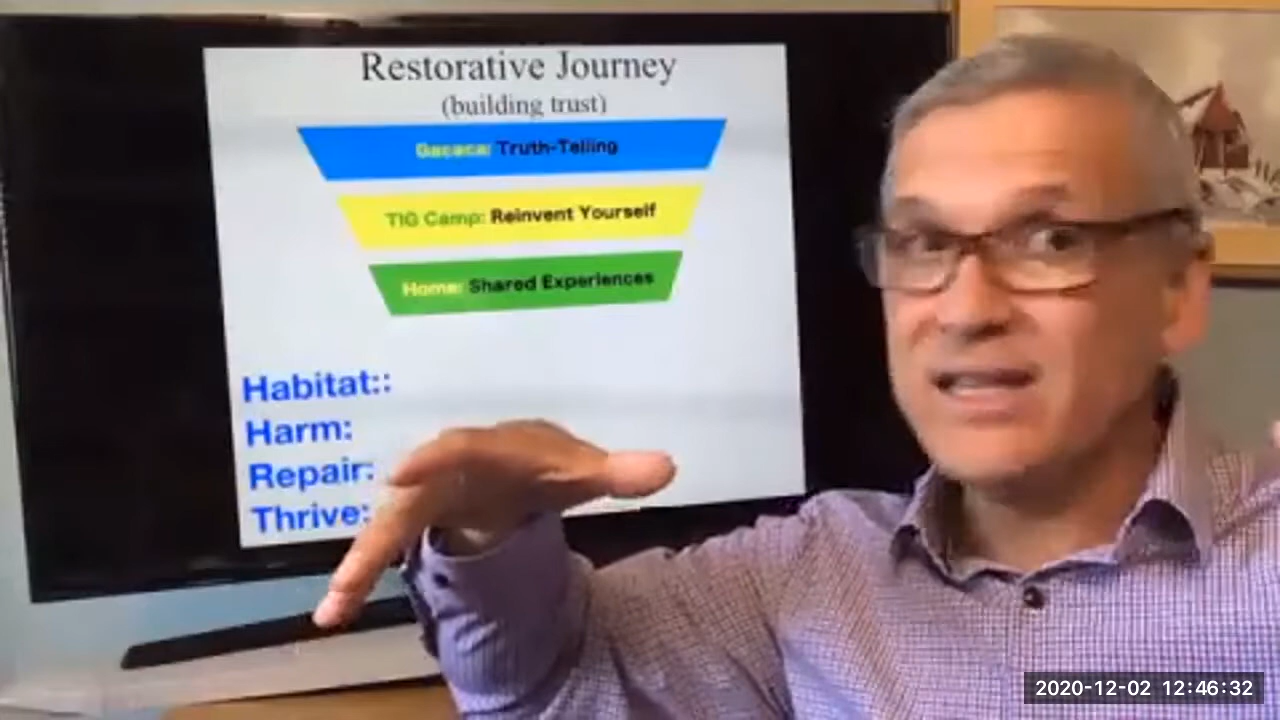 Restorative Journey
(building trust)
Gacaca: Truth-Telling
TIG Camp: Reinvent Yourself
Home: Shared Experiences
Habitat::
Harm:
Repair:
Thrive:
2020-12-02 12:46:32